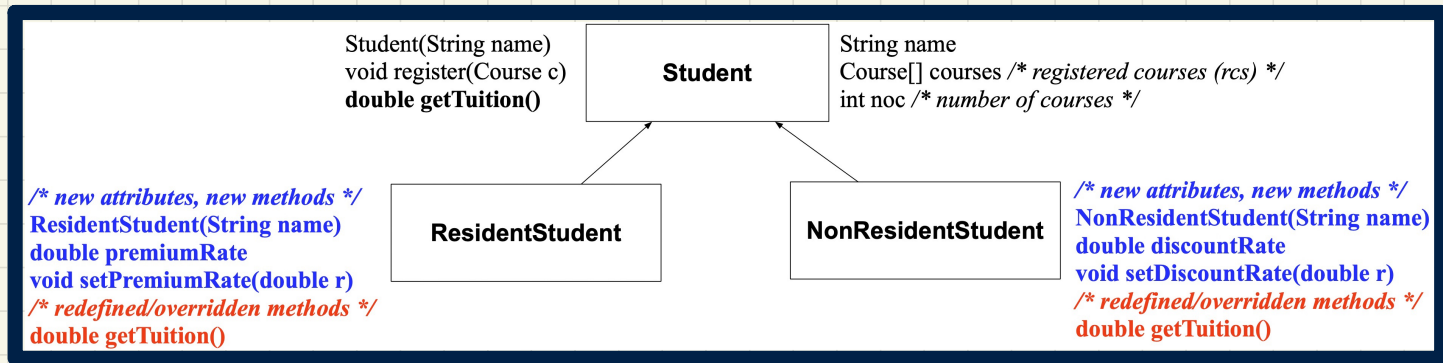 Student(String name)
void register(Course c)
double getTuition()
Student
String name
Course[] courses /* registered courses (rcs) */
int noc /* number of courses */
/* new attributes, new methods */
ResidentStudent(String name)
double premiumRate
void setPremiumRate(double r)
/* redefined/overridden methods */
double getTuition()
ResidentStudent
NonResidentStudent
/* new attributes, new methods */
NonResidentStudent(String name)
double discountRate
void setDiscountRate(double r)
/* redefined/overridden methods */
double getTuition()